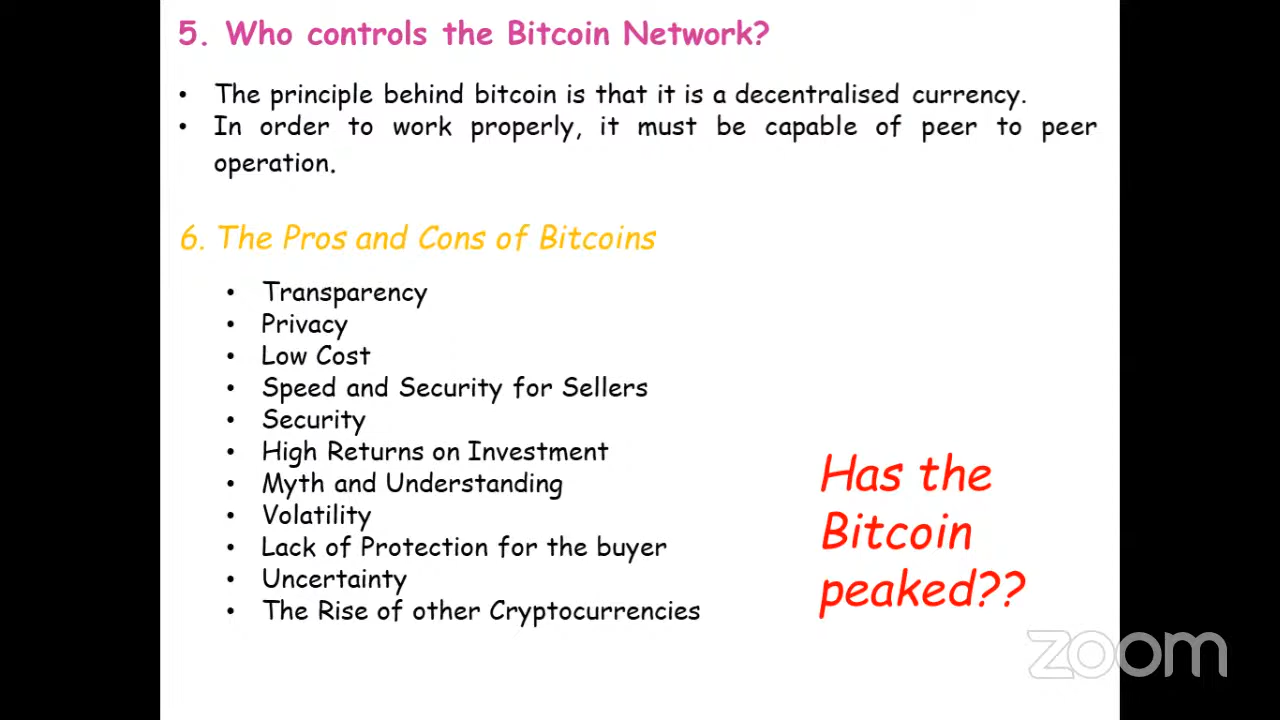 5. Who controls the Bitcoin Network?
• The principle behind bitcoin is that it is a decentralised currency.
• In order to work properly, it must be capable of peer to peer
operation.
6. The Pros and Cons of Bitcoins
• Transparency
• Privacy
• Low Cost
• Speed and Security for Sellers
• Security
• High Returns on Investment
• Myth and Understanding
• Volatility
• Lack of Protection for the buyer
• Uncertainty
• The Rise of other Cryptocurrencies
Has the
Bitcoin
peaked??
zoom